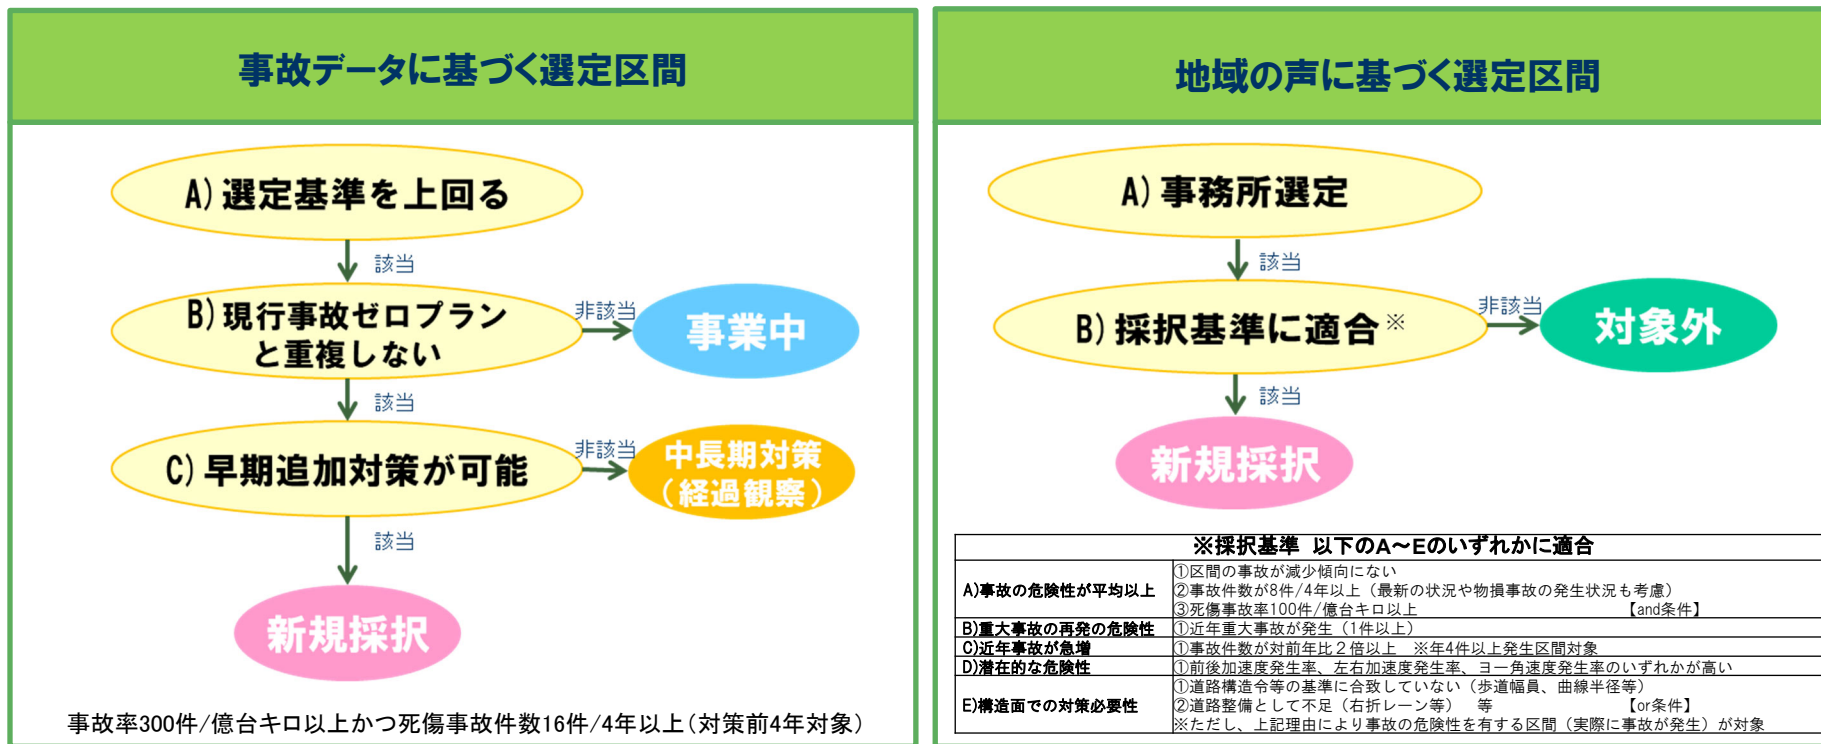 事故データに基づく選定区間
A)選定基準を上回る
該当
B)現行事故ゼロプラン
と重複しない
非該当
事業中
該当
C)早期追加対策が可能
非該当
中長期対策
（経過観察）
該当
新規採択
事故率300件/億台キロ以上かつ死傷事故件数16件/4年以上（対策前4年対象）
地域の声に基づく選定区間
A)事務所選定
該当
B)採択基準に適合※
非該当
対象外
該当
新規採択
※採択基準 以下のA～Eのいずれかに適合
A)事故の危険性が平均以上
①区間の事故が減少傾向にない
②事故件数が8件/4年以上（最新の状況や物損事故の発生状況も考慮）
③死傷事故率100件/億台キロ以上 【and条件】
B)重大事故の再発の危険性
①近年重大事故が発生（1件以上）
C)近年事故が急増
①事故件数が対前年比２倍以上 ※年4件以上発生区間対象
D)潜在的な危険性
①前後加速度発生率、左右加速度発生率、ヨー角速度発生率のいずれかが高い
E)構造面での対策必要性
①道路構造令等の基準に合致していない（歩道幅員、曲線半径等）
②道路整備として不足（右折レーン等） 等 【or条件】
※ただし、上記理由により事故の危険性を有する区間（実際に事故が発生）が対象